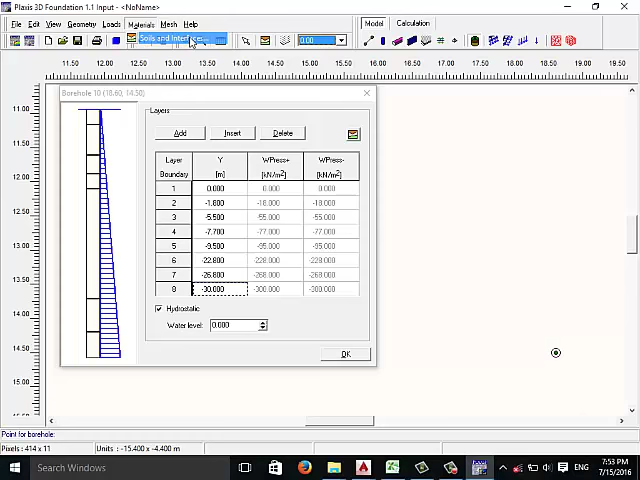 Plaxis 3D Foundation 1.1 Input - <NoName>
File Edit View Geometry Loads Materials Mesh Help
Model Calculation
Soils and Interfaces...
0.00
11.50 12.00 12.50 13.00 13.50 14.00 14.50 15.00 15.50 16.00 16.50 17.00 17.50 18.00 18.50 19.00 19.50
11.00
11.50
12.00
12.50
13.00
13.50
14.00
14.50
15.00
Borehole 10 (18.60, 14.50)
Layers
Add Insert Delete
Layer Boundary Y [m] WPress+ [kN/m²] WPress- [kN/m²]
1 0.000 0.000 0.000
2 -1.800 -18.000 -18.000
3 -5.500 -55.000 -55.000
4 -7.700 -77.000 -77.000
5 -9.500 -95.000 -95.000
6 -22.800 -228.000 -228.000
7 -26.800 -268.000 -268.000
8 -30.000 -300.000 -300.000
Hydrostatic
Water level: 0.000
OK
Point for borehole:
Pixels : 414 x 11 Units : -15.400 x -4.400 m
Search Windows
ENG
7:53 PM
7/15/2016